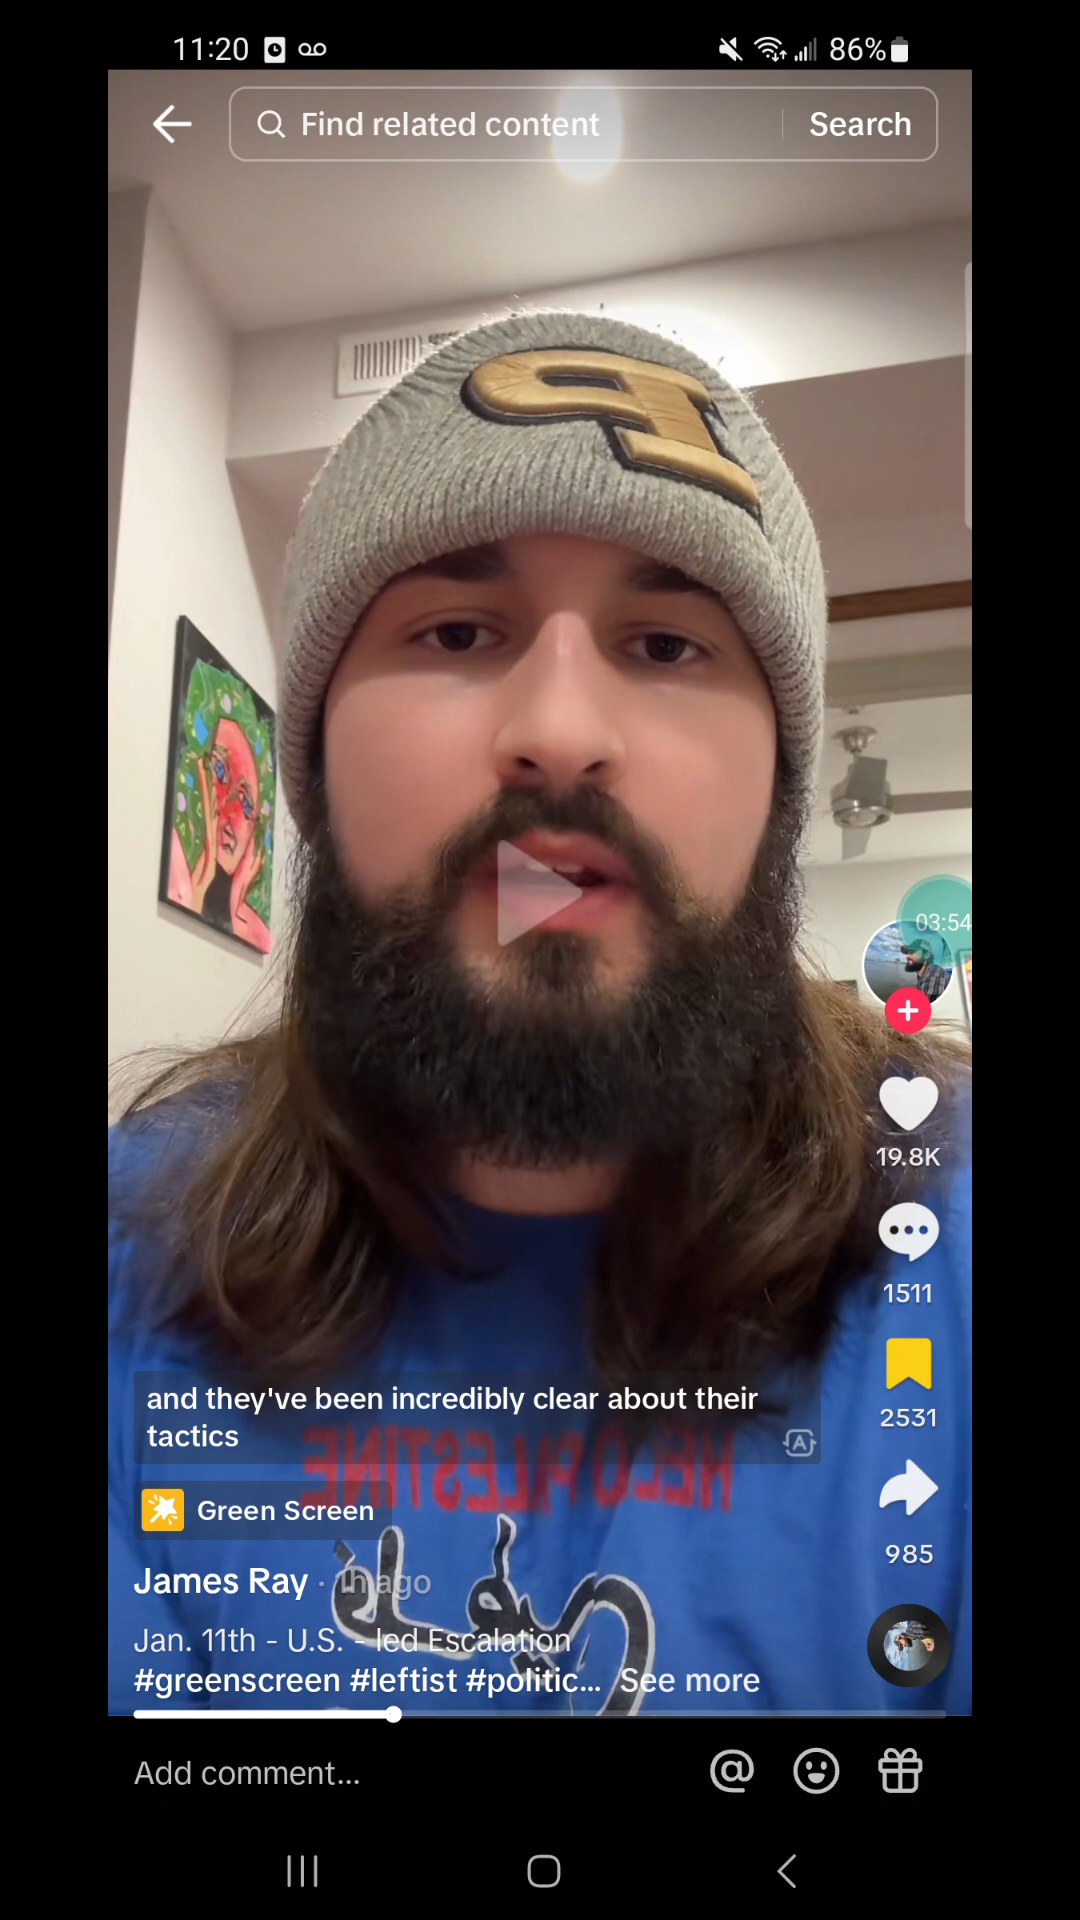 11:20
86%
Find related content
Search
03:54
19.8K
1511
2531
985
and they've been incredibly clear about their
tactics
HELO PALESTINE
Green Screen
James Ray · 1h ago
Jan. 11th - U.S. - led Escalation
#greenscreen #leftist #politic... See more
Add comment...